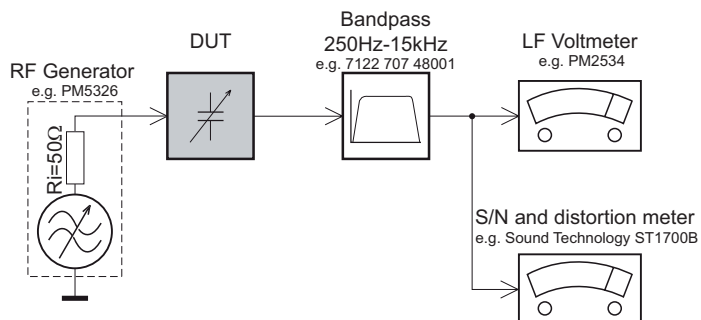 RF Generator
e.g. PM5326
Ri=50Ω
DUT
Bandpass
250Hz-15kHz
e.g. 7122 707 48001
LF Voltmeter
e.g. PM2534
S/N and distortion meter
e.g. Sound Technology ST1700B